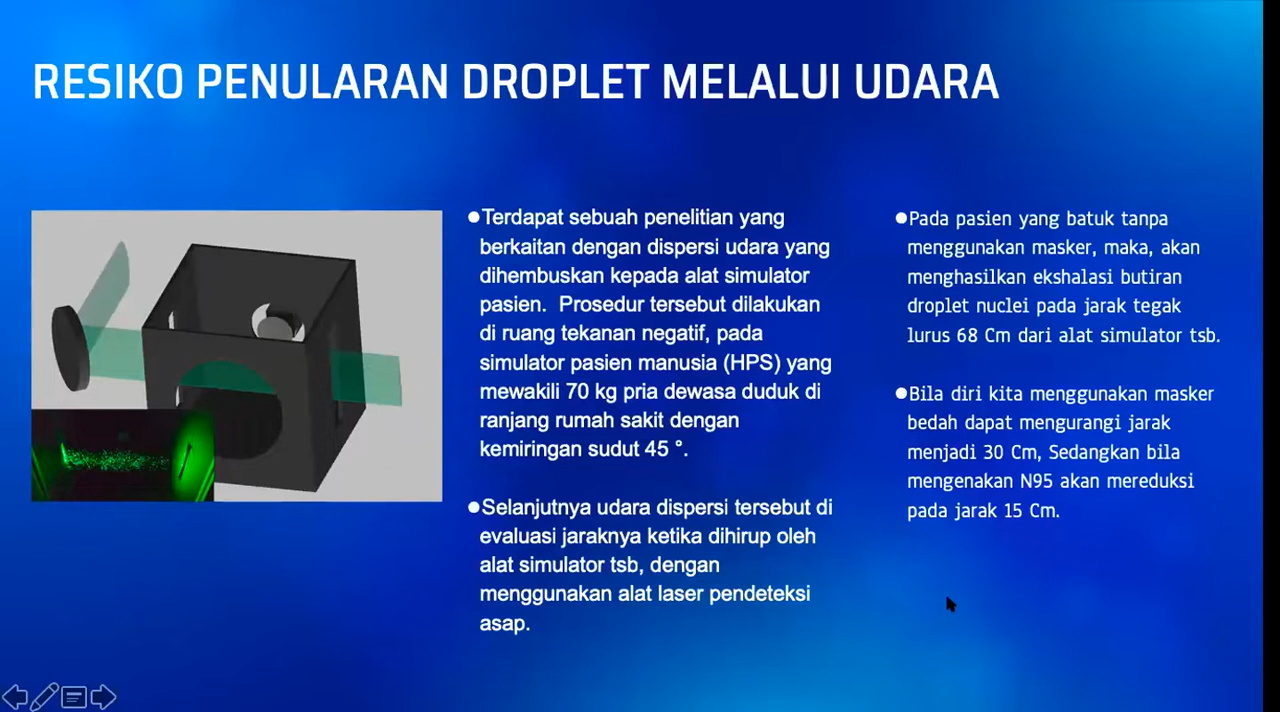 RESIKO PENULARAN DROPLET MELALUI UDARA
●Terdapat sebuah penelitian yang
berkaitan dengan dispersi udara yang
dihembuskan kepada alat simulator
pasien.  Prosedur tersebut dilakukan
di ruang tekanan negatif, pada
simulator pasien manusia (HPS) yang
mewakili 70 kg pria dewasa duduk di
ranjang rumah sakit dengan
kemiringan sudut 45 °.
●Selanjutnya udara dispersi tersebut di
evaluasi jaraknya ketika dihirup oleh
alat simulator tsb, dengan
menggunakan alat laser pendeteksi
asap.
●Pada pasien yang batuk tanpa
menggunakan masker, maka, akan
menghasilkan ekshalasi butiran
droplet nuclei pada jarak tegak
lurus 68 Cm dari alat simulator tsb.
●Bila diri kita menggunakan masker
bedah dapat mengurangi jarak
menjadi 30 Cm, Sedangkan bila
mengenakan N95 akan mereduksi
pada jarak 15 Cm.